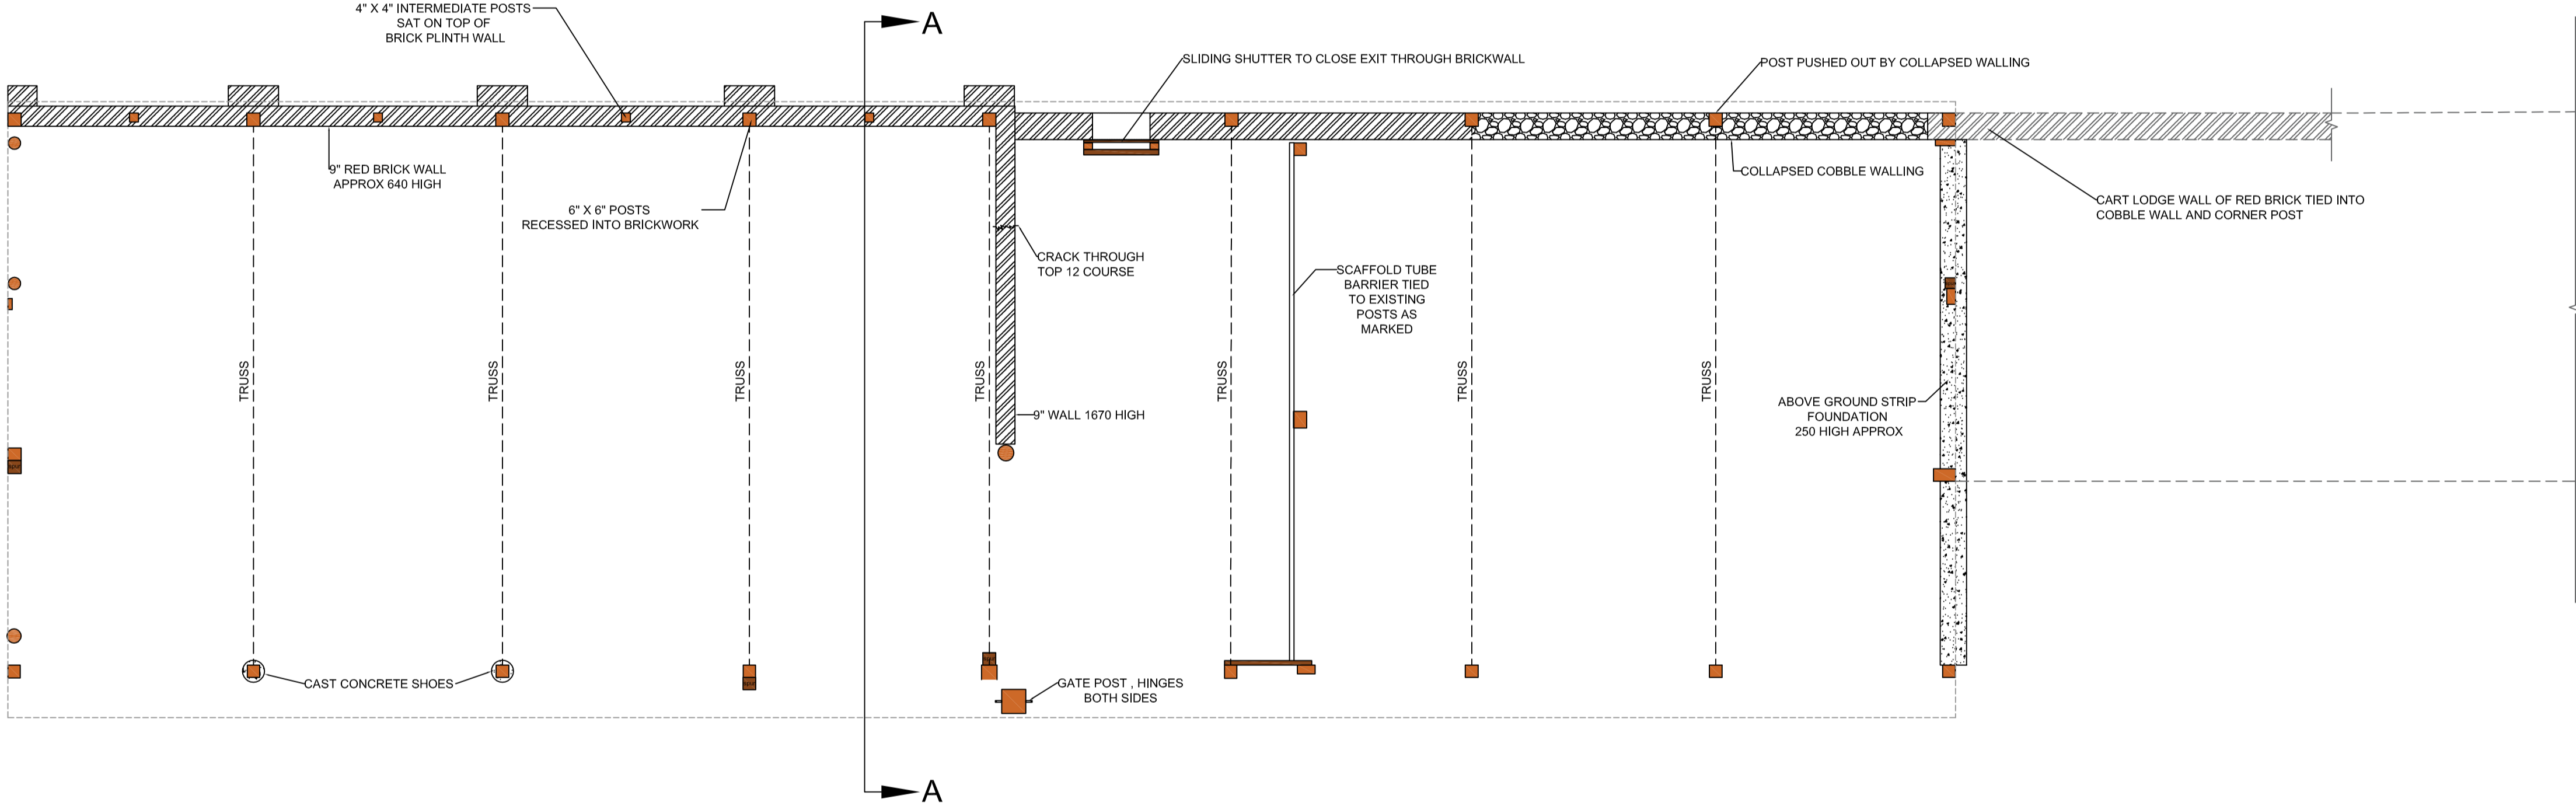 4" X 4" INTERMEDIATE POSTS
SAT ON TOP OF
BRICK PLINTH WALL
A
SLIDING SHUTTER TO CLOSE EXIT THROUGH BRICKWALL
POST PUSHED OUT BY COLLAPSED WALLING
9" RED BRICK WALL
APPROX 640 HIGH
6" X 6" POSTS
RECESSED INTO BRICKWORK
COLLAPSED COBBLE WALLING
CART LODGE WALL OF RED BRICK TIED INTO
COBBLE WALL AND CORNER POST
CRACK THROUGH
TOP 12 COURSE
SCAFFOLD TUBE
BARRIER TIED
TO EXISTING
POSTS AS
MARKED
TRUSS
TRUSS
TRUSS
TRUSS
TRUSS
TRUSS
TRUSS
9" WALL 1670 HIGH
ABOVE GROUND STRIP
FOUNDATION
250 HIGH APPROX
CAST CONCRETE SHOES
GATE POST , HINGES
BOTH SIDES
A